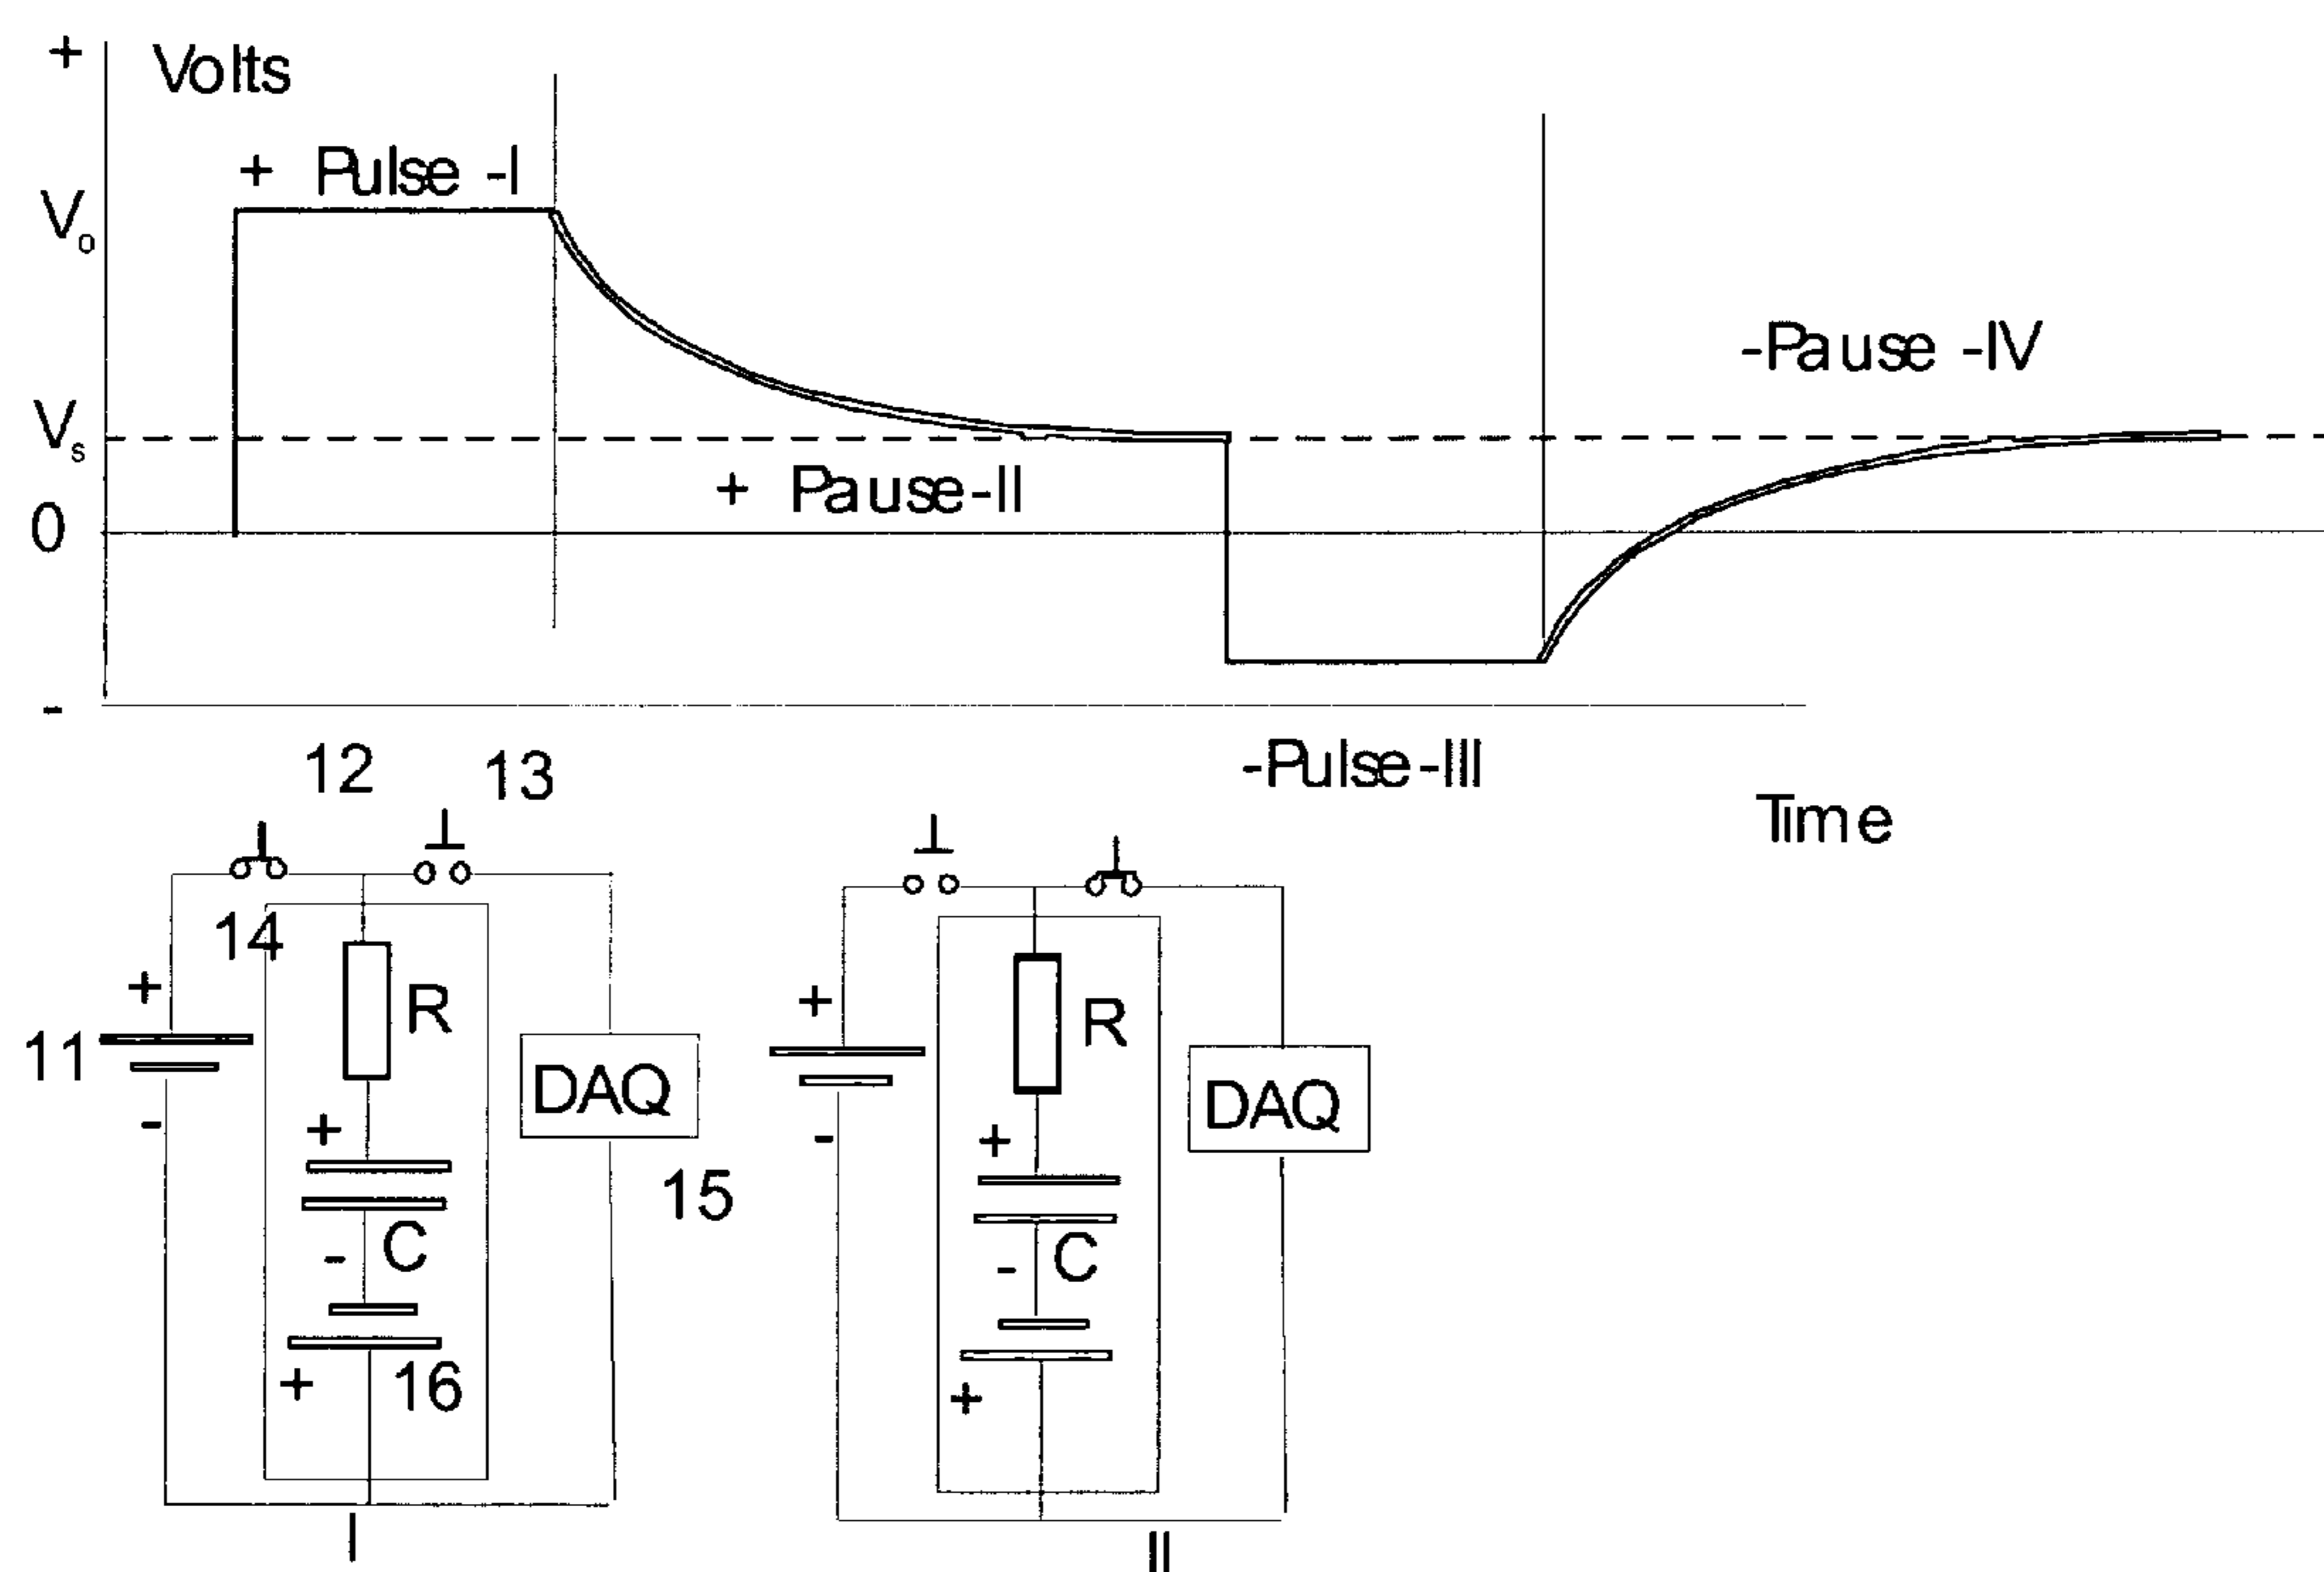 +
Volts
+ Pulse -I
Vo
-Pause -IV
Vs
+ Pause-II
0
-
-Pulse-III
Time
12
13
14
+
R
11
-
DAQ
+
15
- C
+
16
I
+
R
-
DAQ
+
- C
+
II